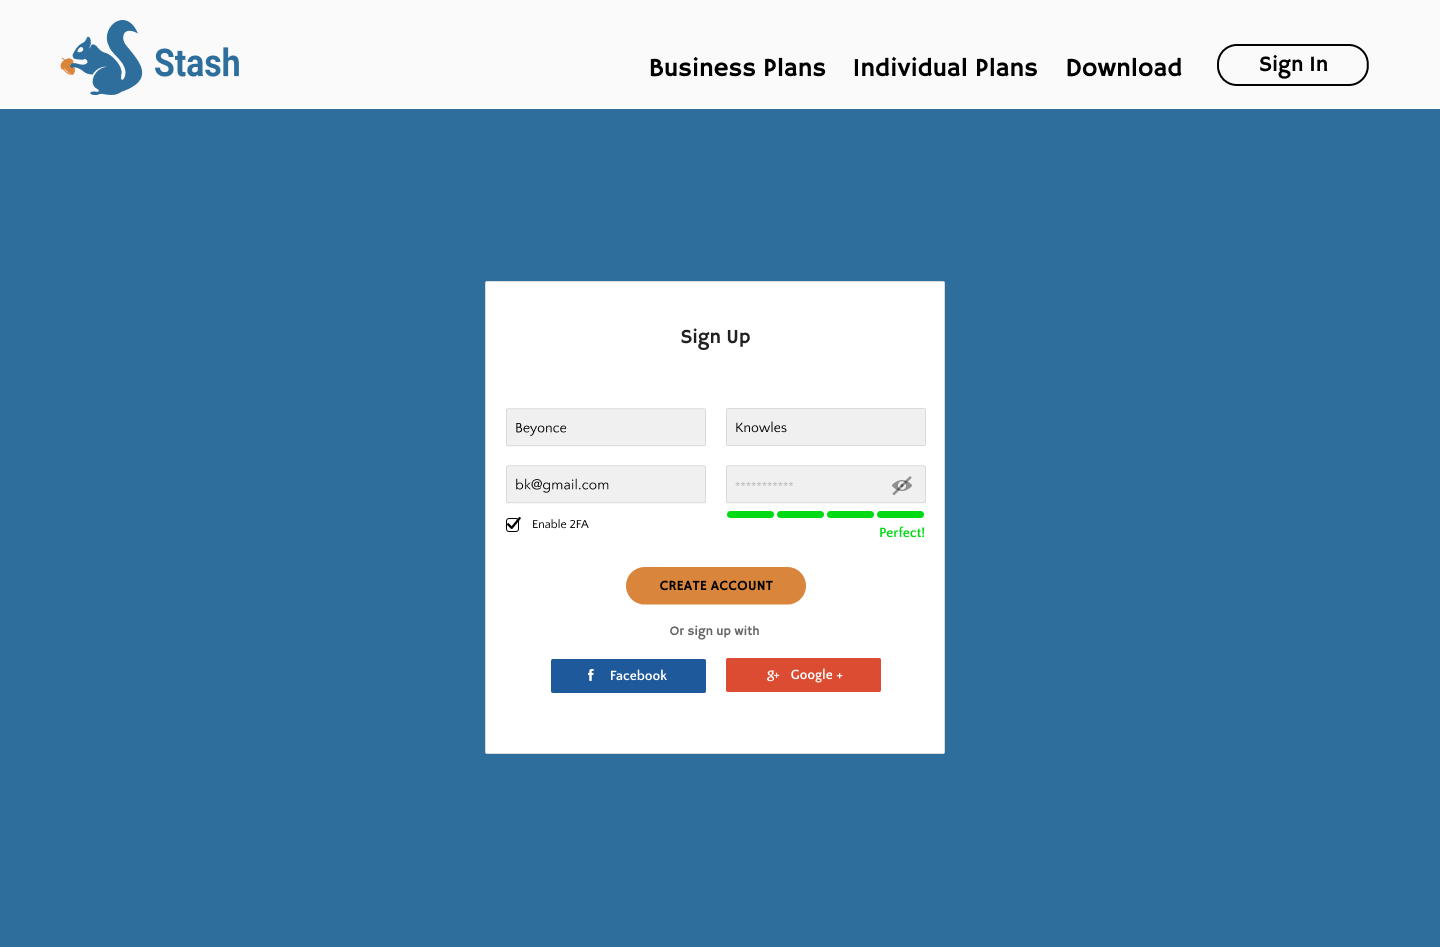 Stash
Business Plans
Individual Plans
Download
Sign In
Sign Up
Beyonce
Knowles
bk@gmail.com
***********
Enable 2FA
Perfect!
CREATE ACCOUNT
Or sign up with
f Facebook
g+ Google +